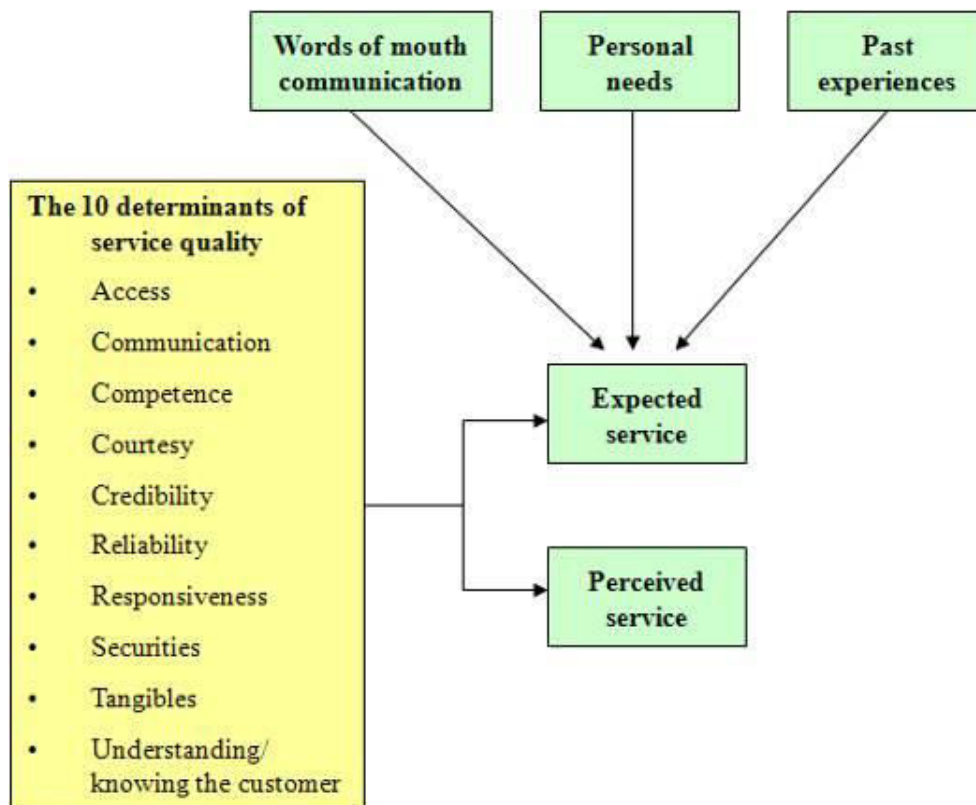 Words of mouth
communication
Personal
needs
Past
experiences
The 10 determinants of
service quality
• Access
• Communication
• Competence
• Courtesy
• Credibility
• Reliability
• Responsiveness
• Securities
• Tangibles
• Understanding/
knowing the customer
Expected
service
Perceived
service